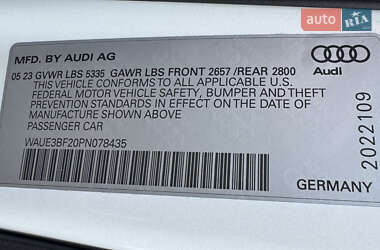 auto RIA.com
MFD. BY AUDI AG
05 23 GVWR LBS 5335 GAWR LBS FRONT 2657 /REAR 2800
THIS VEHICLE CONFORMS TO ALL APPLICABLE U.S.
FEDERAL MOTOR VEHICLE SAFETY, BUMPER AND THEFT
PREVENTION STANDARDS IN EFFECT ON THE DATE OF
MANUFACTURE SHOWN ABOVE.
PASSENGER CAR
WAUE3BF20PN078435
Audi
2022109
GERMANY